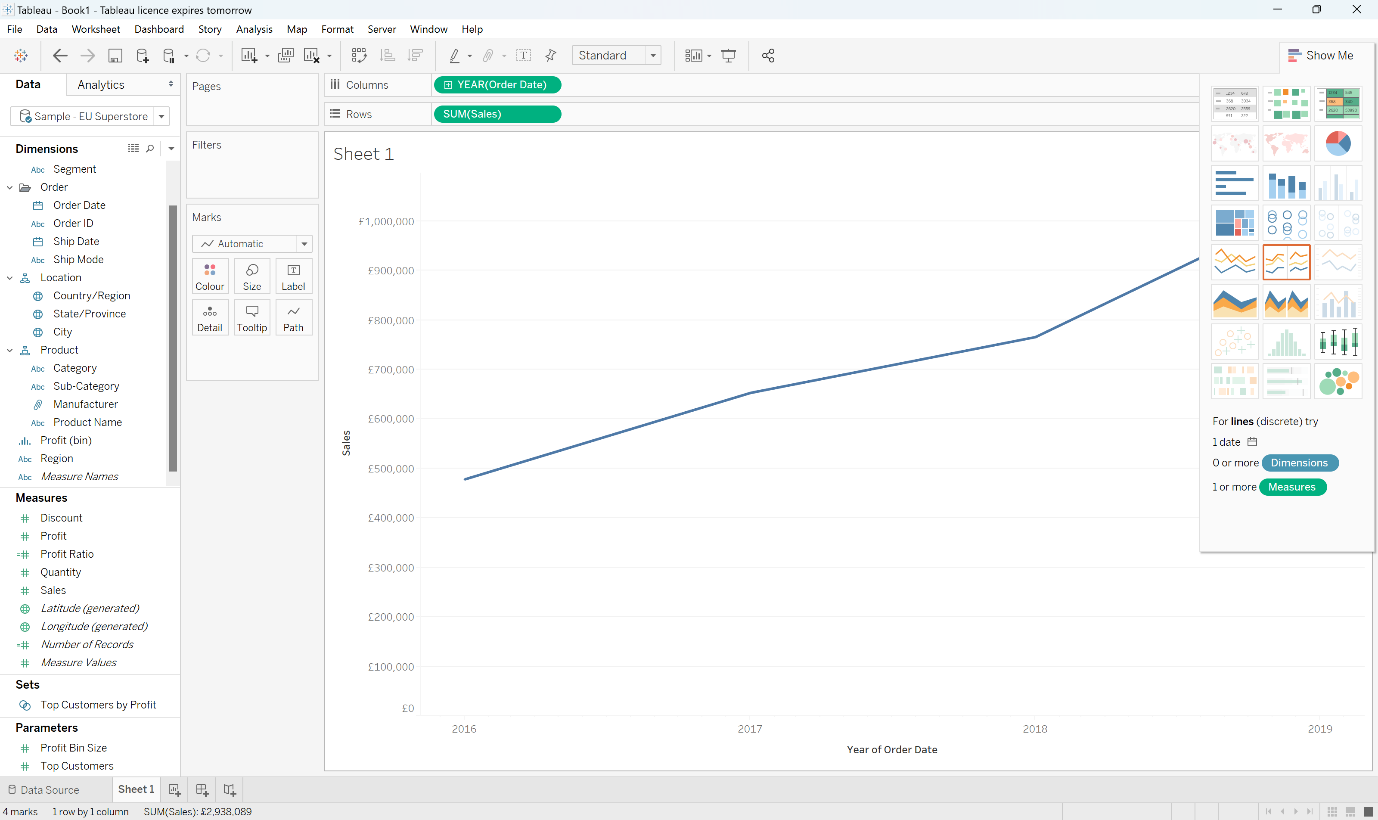 Tableau - Book1 - Tableau licence expires tomorrow
File Data Worksheet Dashboard Story Analysis Map Format Server Window Help
Standard
Show Me
Data Analytics
Sample - EU Superstore
Dimensions
Abc Segment
Order
Order Date
Abc Order ID
Ship Date
Abc Ship Mode
Location
Country/Region
State/Province
City
Product
Abc Category
Abc Sub-Category
Manufacturer
Abc Product Name
Profit (bin)
Abc Region
Abc Measure Names
Measures
# Discount
# Profit
=# Profit Ratio
# Quantity
# Sales
Latitude (generated)
Longitude (generated)
=# Number of Records
# Measure Values
Sets
Top Customers by Profit
Parameters
# Profit Bin Size
# Top Customers
Pages
Filters
Marks
Automatic
Colour Size Label
Detail Tooltip Path
Columns YEAR(Order Date)
Rows SUM(Sales)
Sheet 1
£1,000,000
£900,000
£800,000
£700,000
£600,000
£500,000
£400,000
£300,000
£200,000
£100,000
£0
Sales
2016 2017 2018 2019
Year of Order Date
For lines (discrete) try
1 date
0 or more Dimensions
1 or more Measures
Data Source Sheet 1
4 marks 1 row by 1 column SUM(Sales): £2,938,089